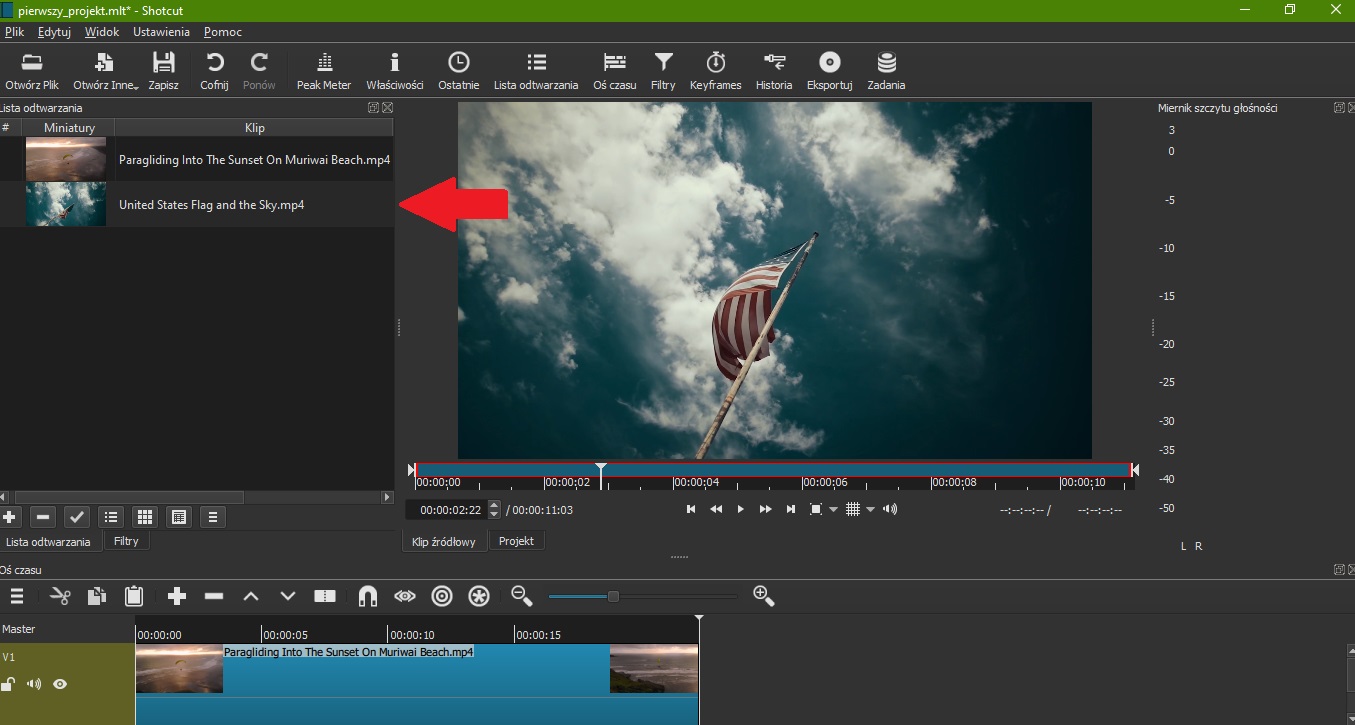 pierwszy_projekt.mlt* - Shotcut
Plik Edytuj Widok Ustawienia Pomoc
Otwórz Plik Otwórz Inne Zapisz Cofnij Ponów Peak Meter Właściwości Ostatnie Lista odtwarzania Oś czasu Filtry Keyframes Historia Eksportuj Zadania
Lista odtwarzania
# Miniatury Klip
Paragliding Into The Sunset On Muriwai Beach.mp4
United States Flag and the Sky.mp4
Miernik szczytu głośności
3
0
-5
-10
-15
-20
-25
-30
-35
-40
-50
L R
00:00:00 00:00:02 00:00:04 00:00:06 00:00:08 00:00:10
00:00:02:22 / 00:00:11:03 --:--:--:-- / --:--:--:--
Lista odtwarzania Filtry
Klip źródłowy Projekt
Oś czasu
Master
00:00:00 00:00:05 00:00:10 00:00:15
V1
Paragliding Into The Sunset On Muriwai Beach.mp4